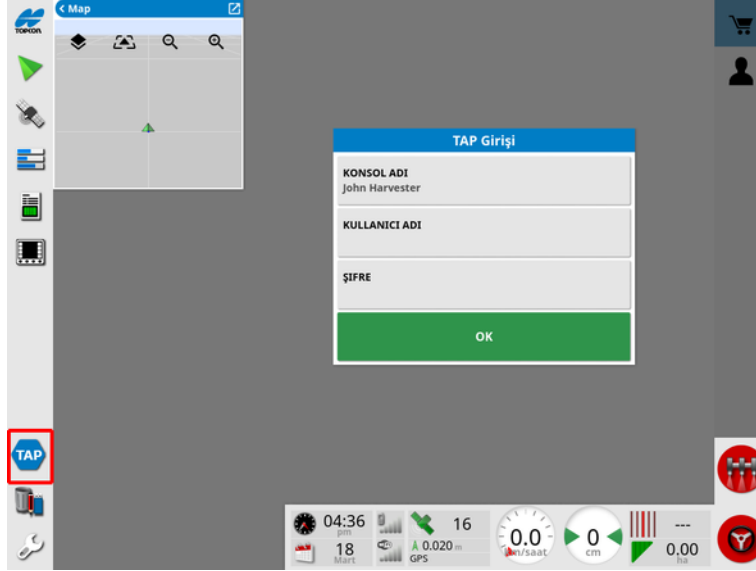 TOPCON
Map
TAP Girişi
KONSOL ADI
John Harvester
KULLANICI ADI
ŞIFRE
OK
TAP
04:36
pm
18
Mart
16
0.020 m
GPS
0.0
km/saat
0
cm
---
0,00
ha